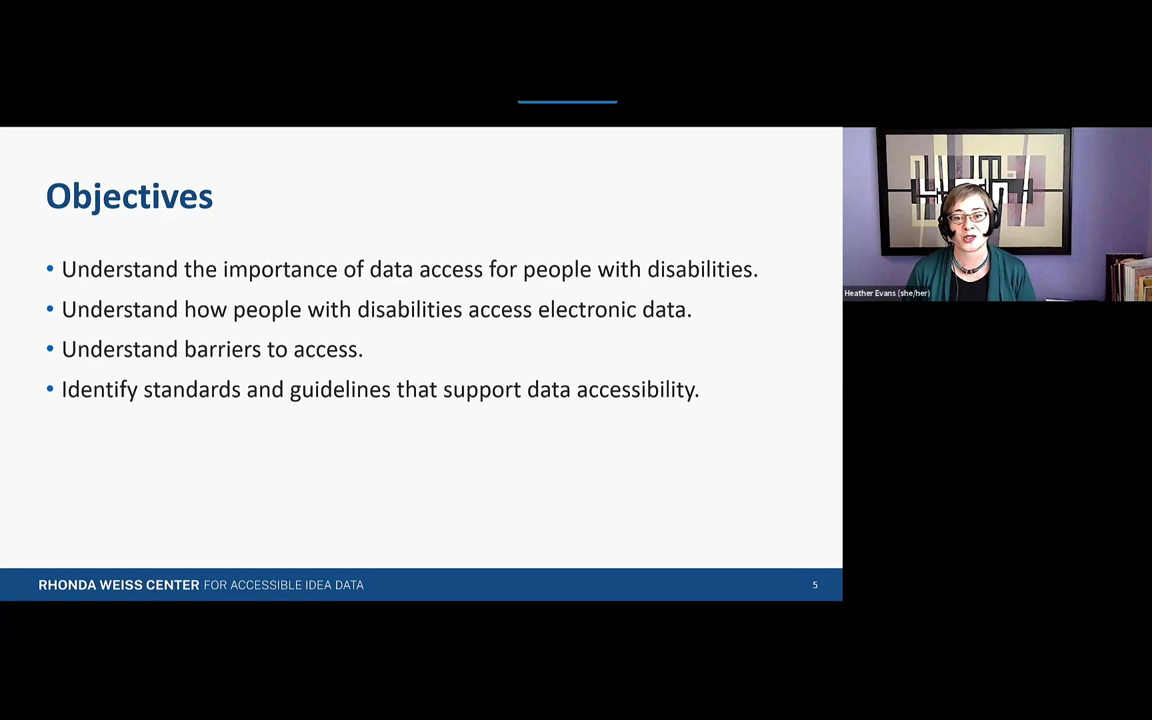 Objectives
• Understand the importance of data access for people with disabilities.
• Understand how people with disabilities access electronic data.
• Understand barriers to access.
• Identify standards and guidelines that support data accessibility.
RHONDA WEISS CENTER FOR ACCESSIBLE IDEA DATA
5
Heather Evans (she/her)